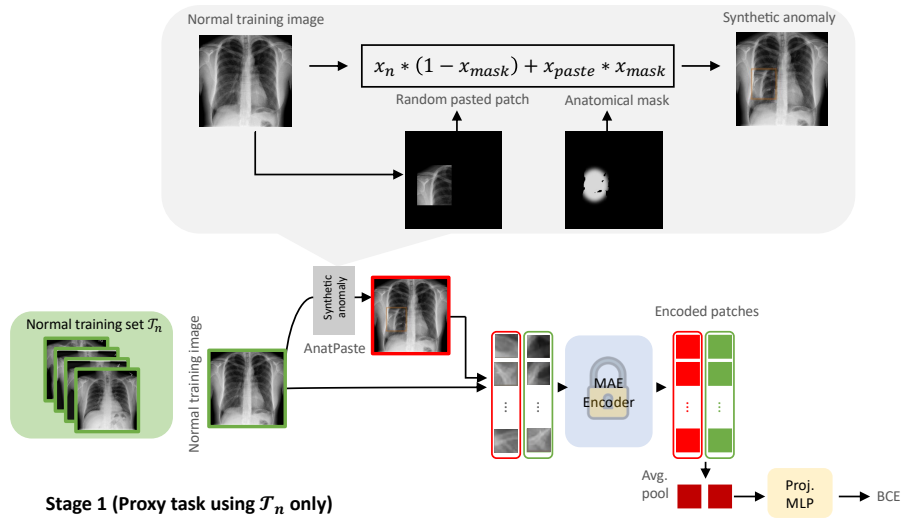 Normal training image
Synthetic anomaly
x_n * (1 − x_mask) + x_paste * x_mask
Random pasted patch
Anatomical mask
Synthetic
anomaly
AnatPaste
Normal training set 𝒯_n
Normal training image
Encoded patches
MAE
Encoder
Avg.
pool
Proj.
MLP
BCE
Stage 1 (Proxy task using 𝒯_n only)